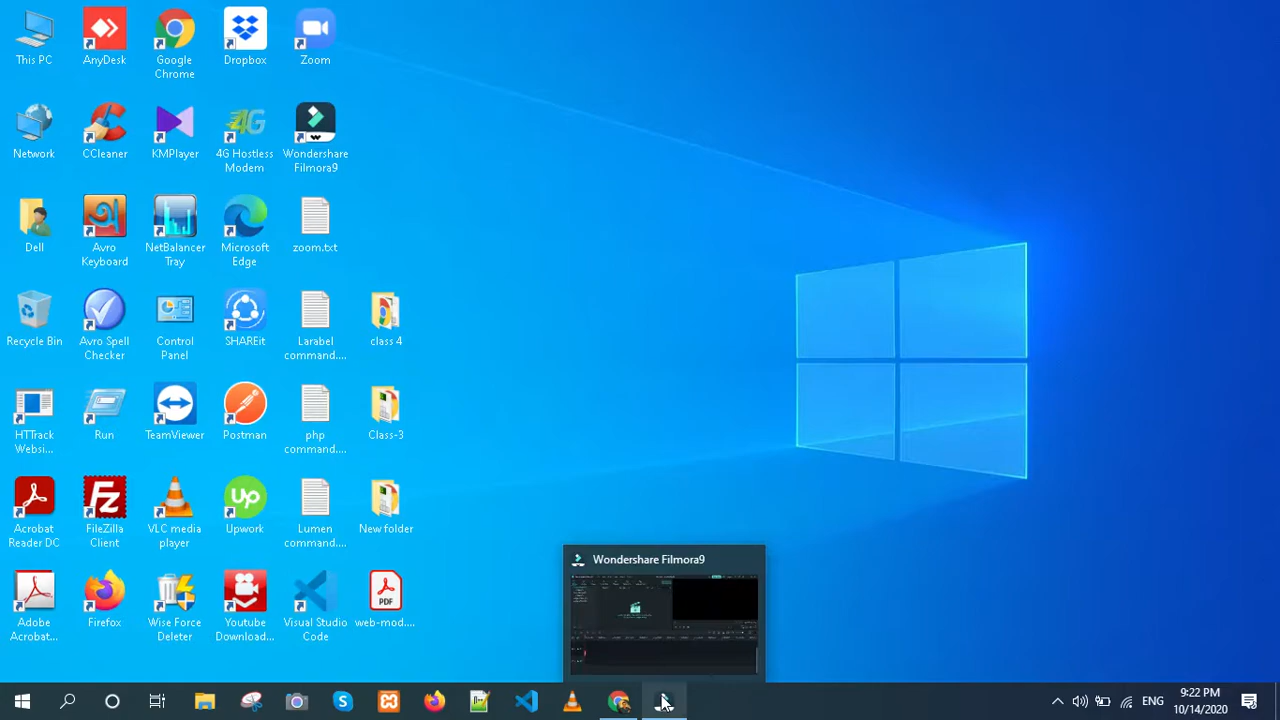 This PC
AnyDesk
Google
Chrome
Dropbox
Zoom
Network
CCleaner
KMPlayer
4G Hostless
Modem
Wondershare
Filmora9
Dell
Avro
Keyboard
NetBalancer
Tray
Microsoft
Edge
zoom.txt
Recycle Bin
Avro Spell
Checker
Control
Panel
SHAREit
Larabel
command....
class 4
HTTrack
Websi...
Run
TeamViewer
Postman
php
command....
Class-3
Acrobat
Reader DC
FileZilla
Client
VLC media
player
Upwork
Lumen
command....
New folder
Adobe
Acrobat...
Firefox
Wise Force
Deleter
Youtube
Download...
Visual Studio
Code
PDF
web-mod....
Wondershare Filmora9
ENG
9:22 PM
10/14/2020